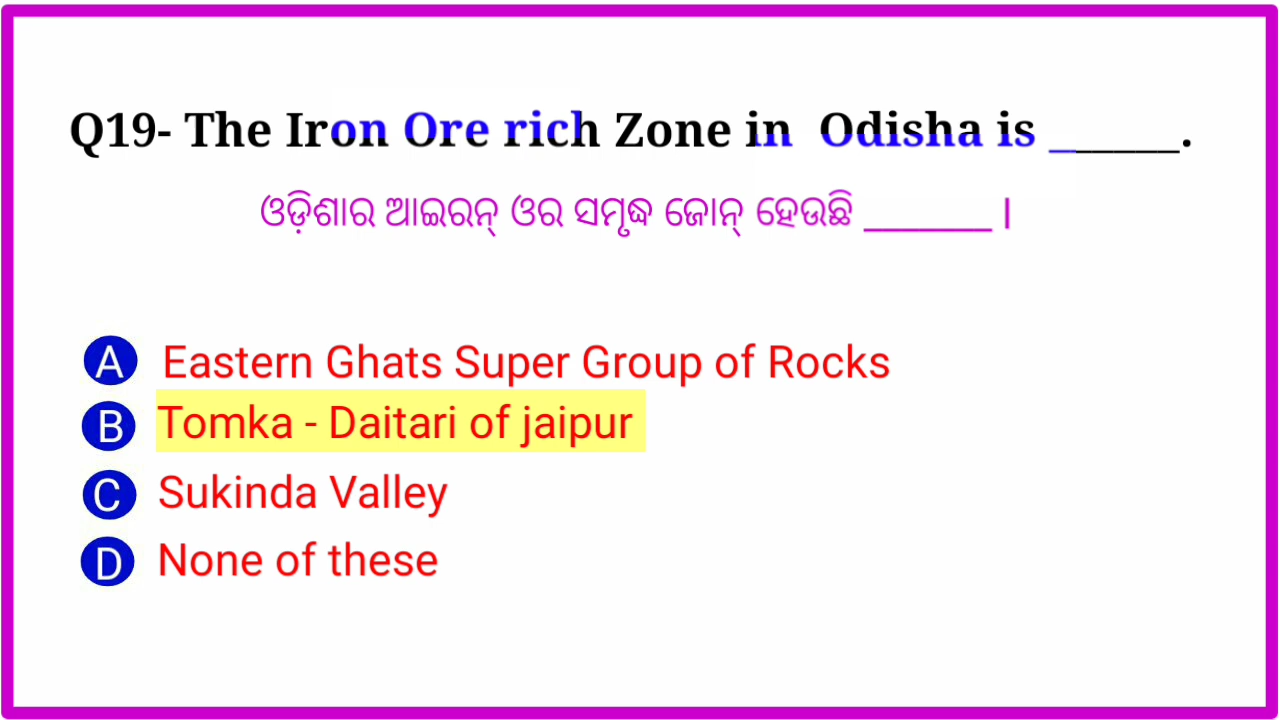 Q19- The Iron Ore rich Zone in Odisha is ______.
ଓଡ଼ିଶାର ଆଇରନ୍ ଓର ସମୃଦ୍ଧ ଜୋନ୍ ହେଉଛି _______ |
A Eastern Ghats Super Group of Rocks
B Tomka - Daitari of jaipur
C Sukinda Valley
D None of these